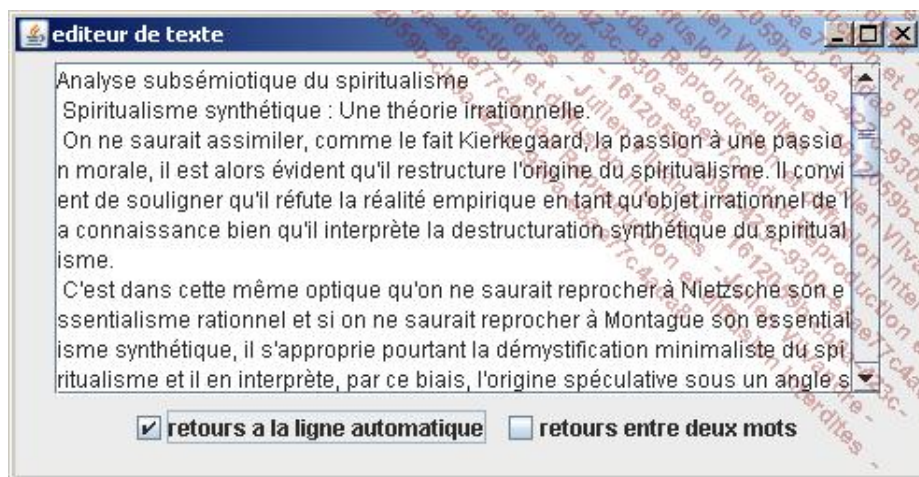 editeur de texte
Analyse subsémiotique du spiritualisme
Spiritualisme synthétique : Une théorie irrationnelle.
On ne saurait assimiler, comme le fait Kierkegaard, la passion à une passio
n morale, il est alors évident qu'il restructure l'origine du spiritualisme. Il convi
ent de souligner qu'il réfute la réalité empirique en tant qu'objet irrationnel de l
a connaissance bien qu'il interprète la destructuration synthétique du spiritual
isme.
C'est dans cette même optique qu'on ne saurait reprocher à Nietzsche son e
ssentialisme rationnel et si on ne saurait reprocher à Montague son essential
isme synthétique, il s'approprie pourtant la démystification minimaliste du spi
ritualisme et il en interprète, par ce biais, l'origine spéculative sous un angle s
retours a la ligne automatique
retours entre deux mots